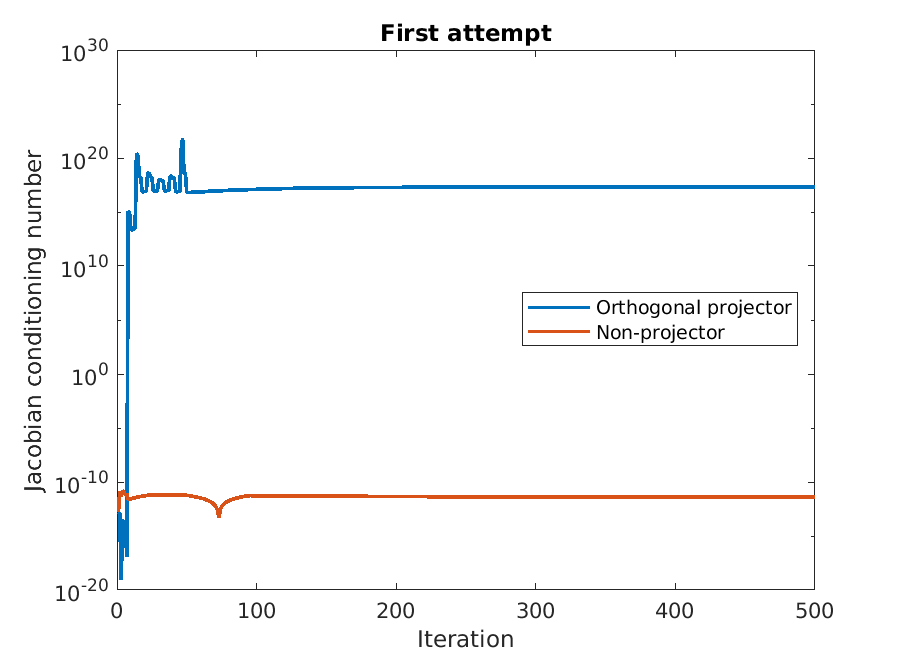 First attempt
Jacobian conditioning number
10^30
10^20
10^10
10^0
10^-10
10^-20
Orthogonal projector
Non-projector
0 100 200 300 400 500
Iteration